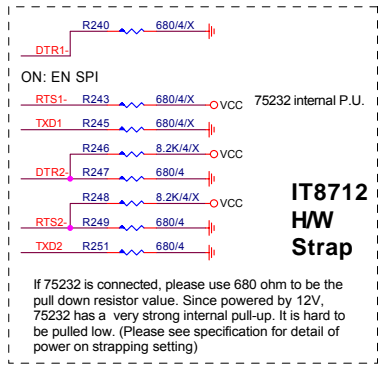 R240 680/4/X
DTR1-
ON: EN SPI
RTS1- R243 680/4/X VCC 75232 internal P.U.
TXD1 R245 680/4/X
R246 8.2K/4/X VCC
DTR2- R247 680/4
R248 8.2K/4/X VCC
RTS2- R249 680/4
TXD2 R251 680/4
IT8712
H/W
Strap
If 75232 is connected, please use 680 ohm to be the
pull down resistor value. Since powered by 12V,
75232 has a very strong internal pull-up. It is hard to
be pulled low. (Please see specification for detail of
power on strapping setting)